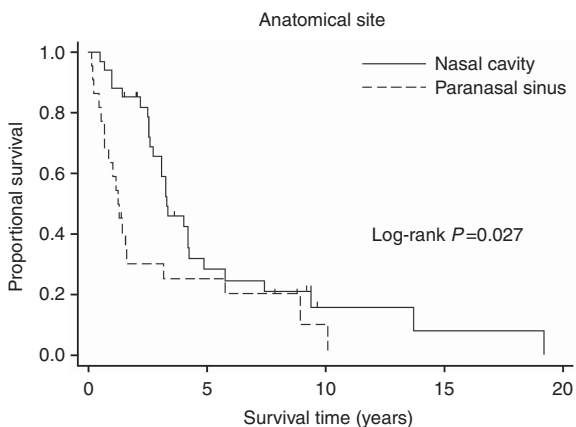 Anatomical site
1.0
0.8
0.6
0.4
0.2
0.0
Proportional survival
Nasal cavity
Paranasal sinus
Log-rank P=0.027
0 5 10 15 20
Survival time (years)